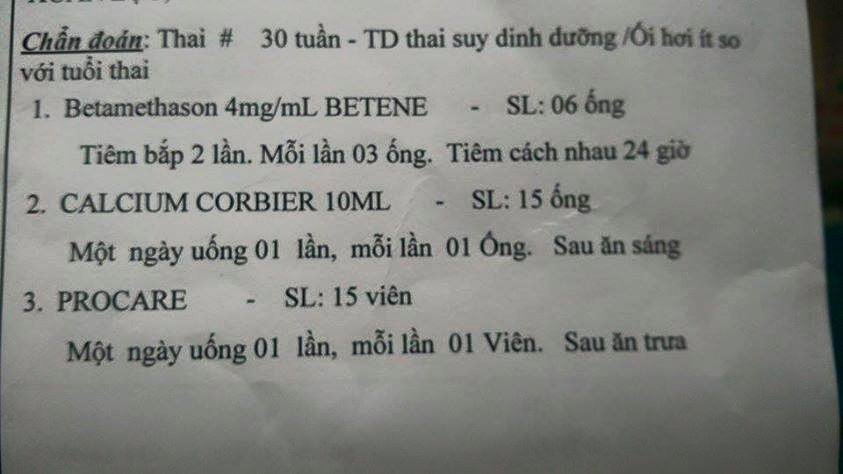 Chẩn đoán: Thai # 30 tuần - TD thai suy dinh dưỡng /Ối hơi ít so
với tuổi thai
1. Betamethason 4mg/mL BETENE - SL: 06 ống
Tiêm bắp 2 lần. Mỗi lần 03 ống. Tiêm cách nhau 24 giờ
2. CALCIUM CORBIER 10ML - SL: 15 ống
Một ngày uống 01 lần, mỗi lần 01 Ống. Sau ăn sáng
3. PROCARE - SL: 15 viên
Một ngày uống 01 lần, mỗi lần 01 Viên. Sau ăn trưa